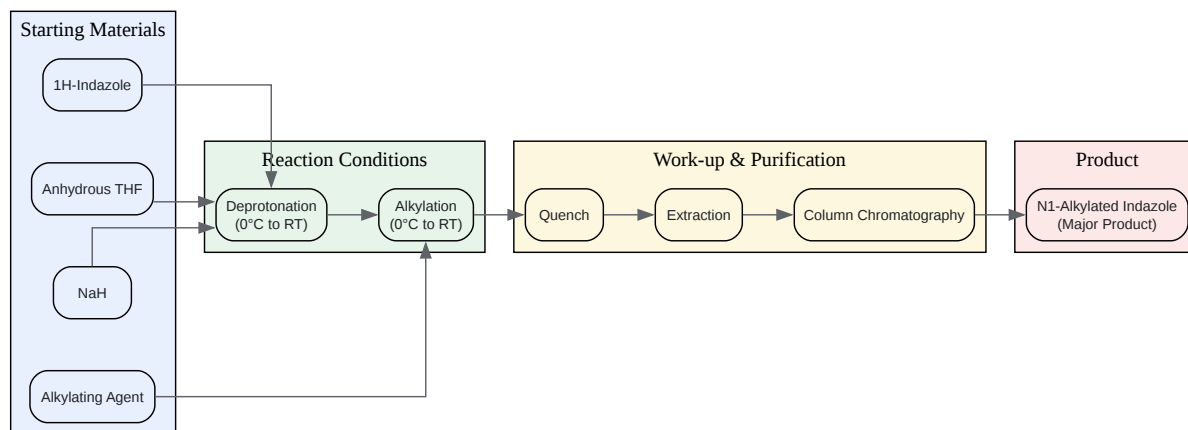 Starting Materials
1H-Indazole
Anhydrous THF
NaH
Alkylating Agent
Reaction Conditions
Deprotonation
(0°C to RT)
Alkylation
(0°C to RT)
Work-up & Purification
Quench
Extraction
Column Chromatography
Product
N1-Alkylated Indazole
(Major Product)